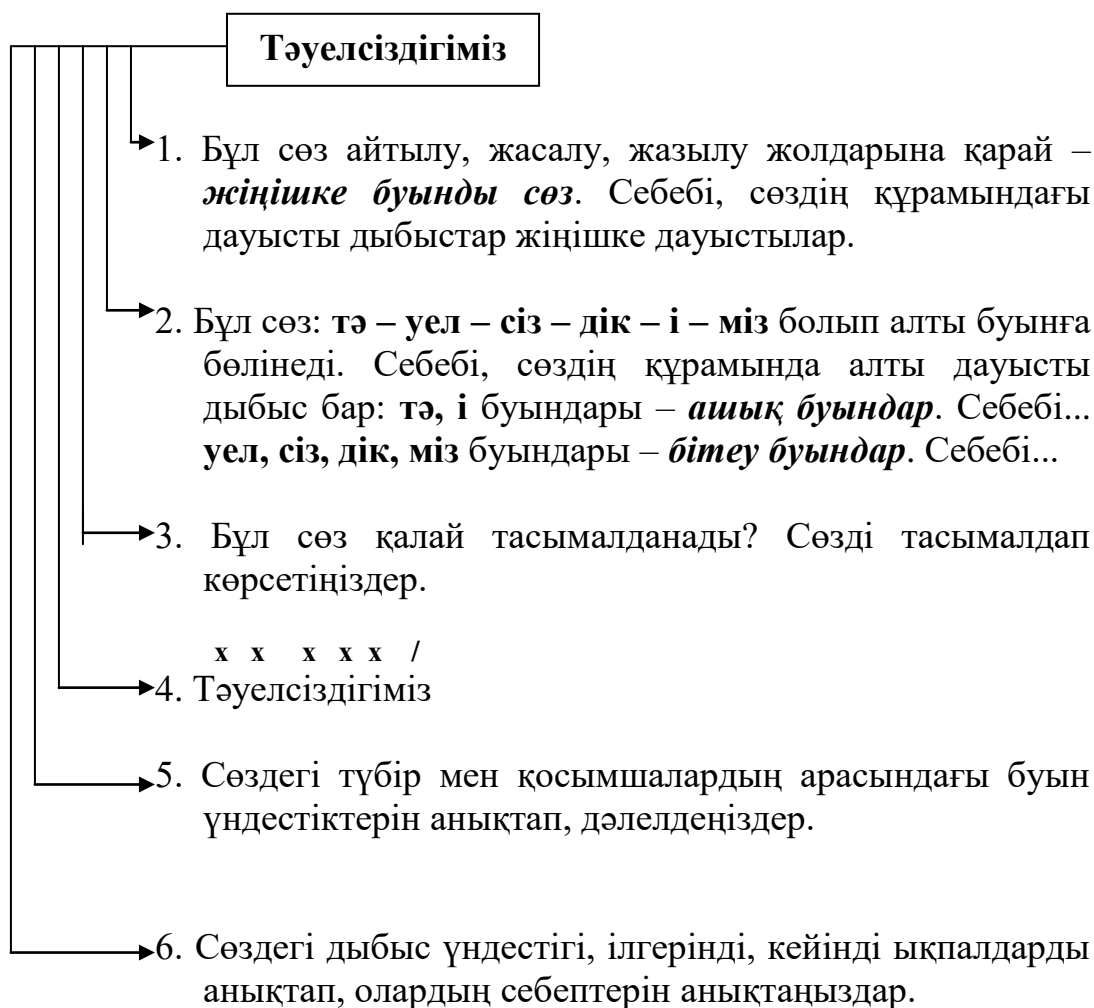 Тәуелсіздігіміз
1. Бұл сөз айтылу, жасалу, жазылу жолдарына қарай –
жіңішке буынды сөз. Себебі, сөздің құрамындағы
дауысты дыбыстар жіңішке дауыстылар.
2. Бұл сөз: тә – уел – сіз – дік – і – міз болып алты буынға
бөлінеді. Себебі, сөздің құрамында алты дауысты
дыбыс бар: тә, і буындары – ашық буындар. Себебі...
уел, сіз, дік, міз буындары – бітеу буындар. Себебі...
3. Бұл сөз қалай тасымалданады? Сөзді тасымалдап
көрсетіңіздер.
х х х х х /
4. Тәуелсіздігіміз
5. Сөздегі түбір мен қосымшалардың арасындағы буын
үндестіктерін анықтап, дәлелдеңіздер.
6. Сөздегі дыбыс үндестігі, ілгерінді, кейінді ықпалдарды
анықтап, олардың себептерін анықтаңыздар.